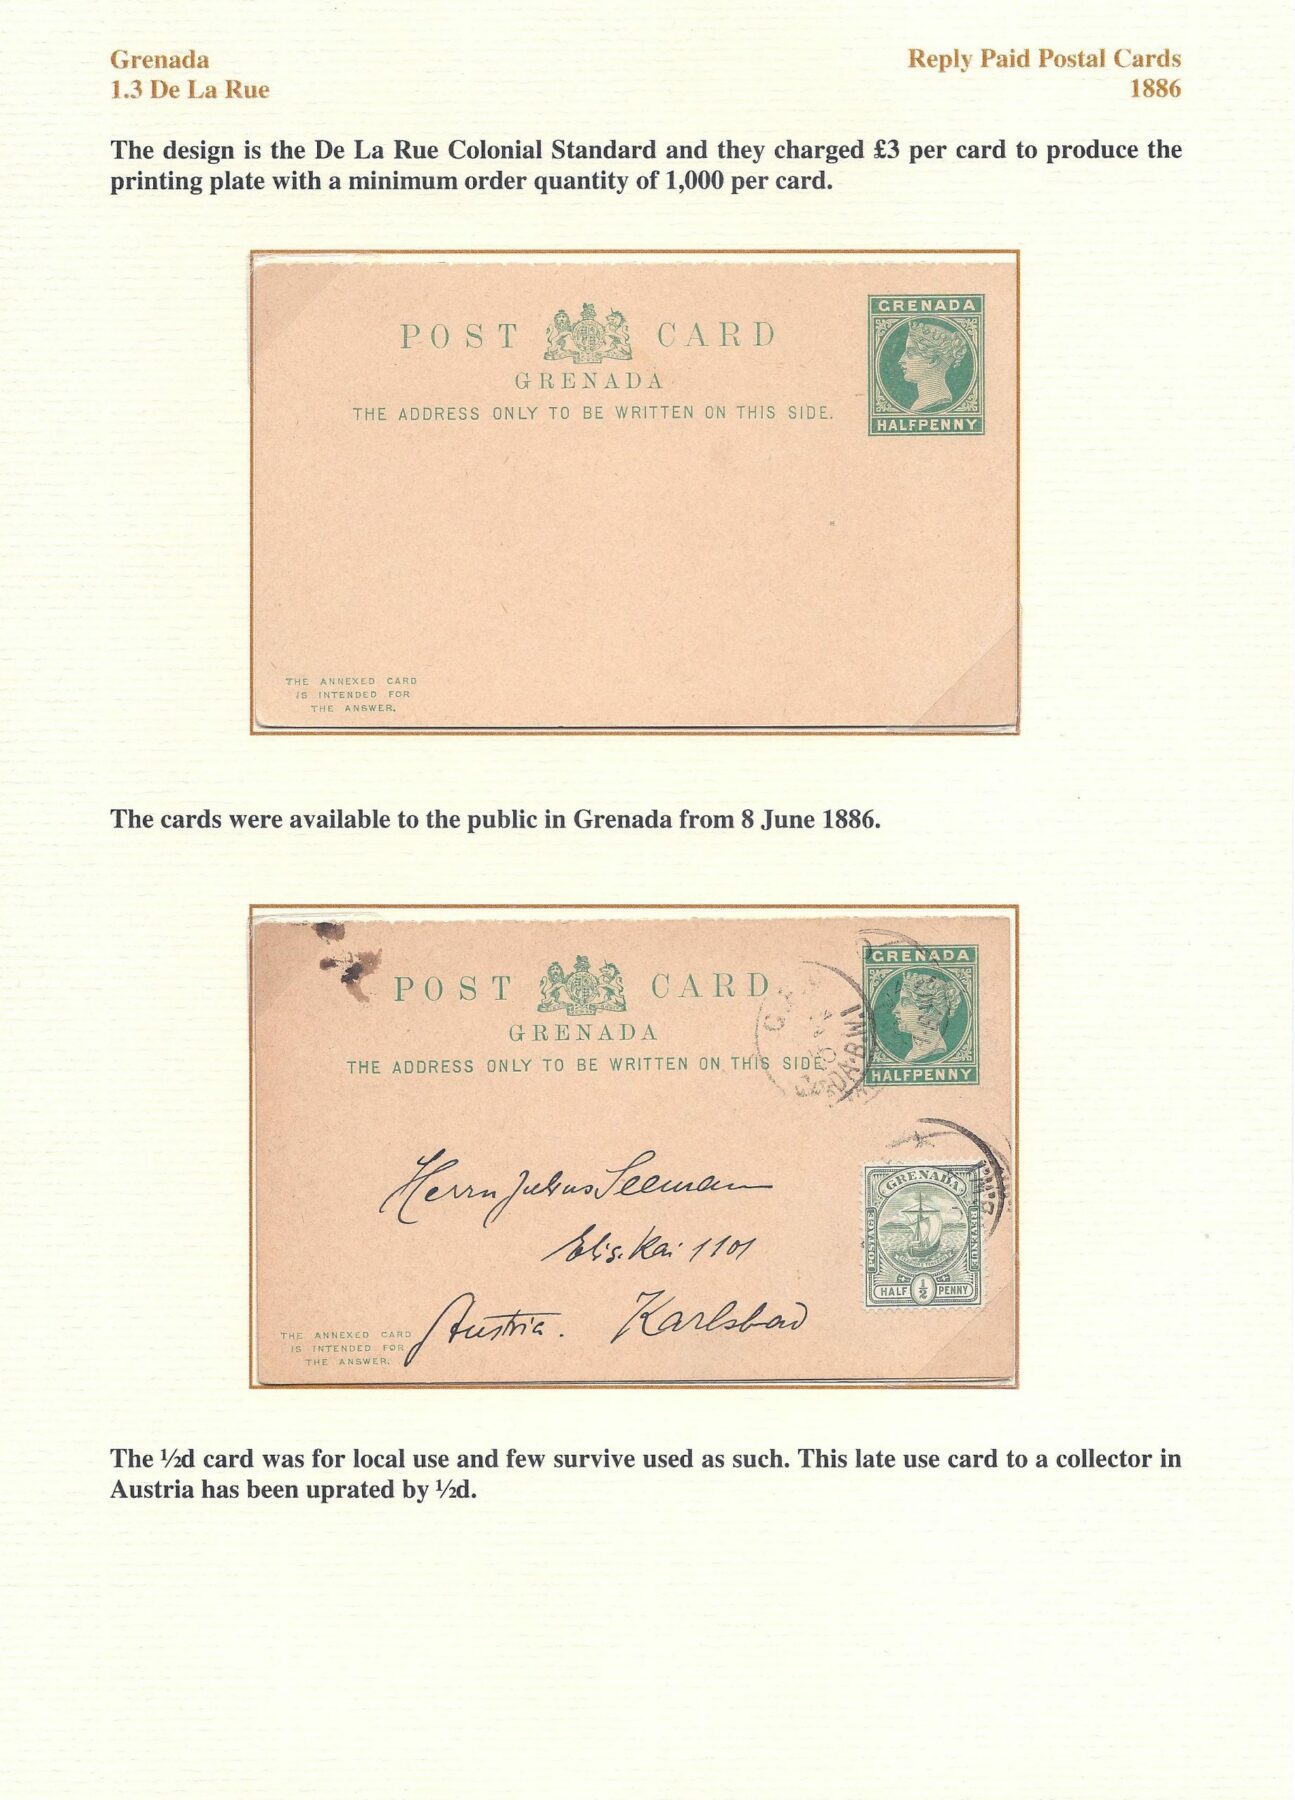 Grenada
Reply Paid Postal Cards
1.3 De La Rue
1886
The design is the De La Rue Colonial Standard and they charged £3 per card to produce the
printing plate with a minimum order quantity of 1,000 per card.
POST CARD
GRENADA
THE ADDRESS ONLY TO BE WRITTEN ON THIS SIDE.
GRENADA
HALFPENNY
THE ANNEXED CARD
IS INTENDED FOR
THE ANSWER.
The cards were available to the public in Grenada from 8 June 1886.
POST CARD
GRENADA
THE ADDRESS ONLY TO BE WRITTEN ON THIS SIDE.
GRENADA
HALFPENNY
Herrn Julius Seeman
Elis. Kai 1101
Austria. Karlsbad
GRENADA
POSTAGE
REVENUE
HALF ½ PENNY
THE ANNEXED CARD
IS INTENDED FOR
THE ANSWER.
The ½d card was for local use and few survive used as such. This late use card to a collector in
Austria has been uprated by ½d.